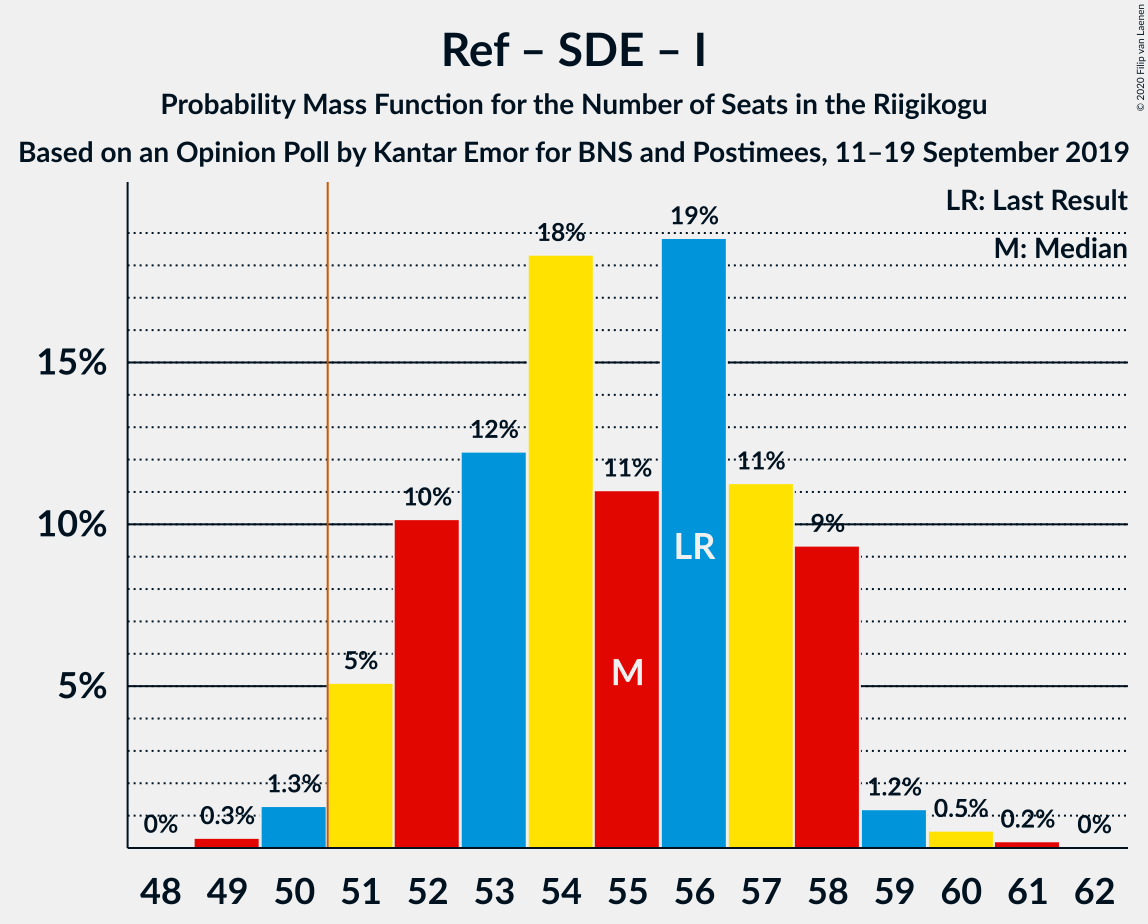 Ref – SDE – I
Probability Mass Function for the Number of Seats in the Riigikogu
Based on an Opinion Poll by Kantar Emor for BNS and Postimees, 11–19 September 2019
© 2020 Filip van Laenen
LR: Last Result
M: Median
15%
10%
5%
0%
0.3%
1.3%
5%
10%
12%
18%
11%
19%
11%
9%
1.2%
0.5%
0.2%
0%
LR
M
48 49 50 51 52 53 54 55 56 57 58 59 60 61 62